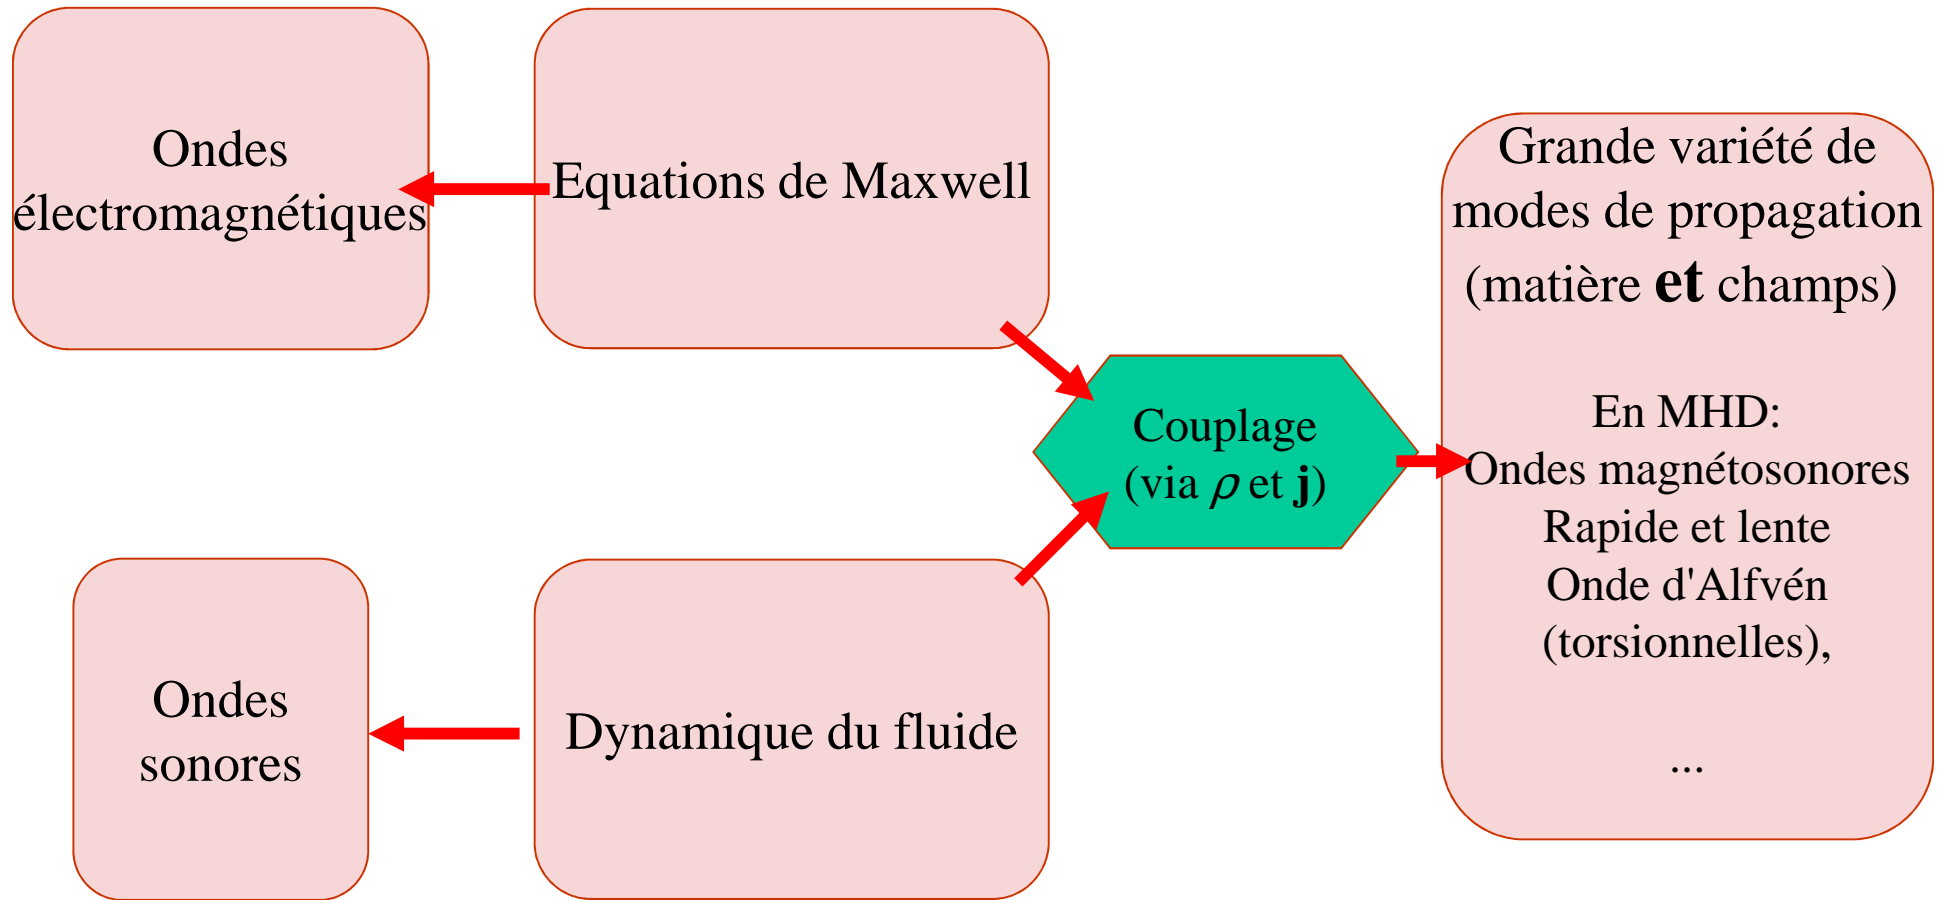 Ondes
électromagnétiques
Equations de Maxwell
Grande variété de
modes de propagation
(matière et champs)
En MHD:
Ondes magnétosonores
Rapide et lente
Onde d'Alfvén
(torsionnelles),
...
Couplage
(via ρ et j)
Ondes
sonores
Dynamique du fluide